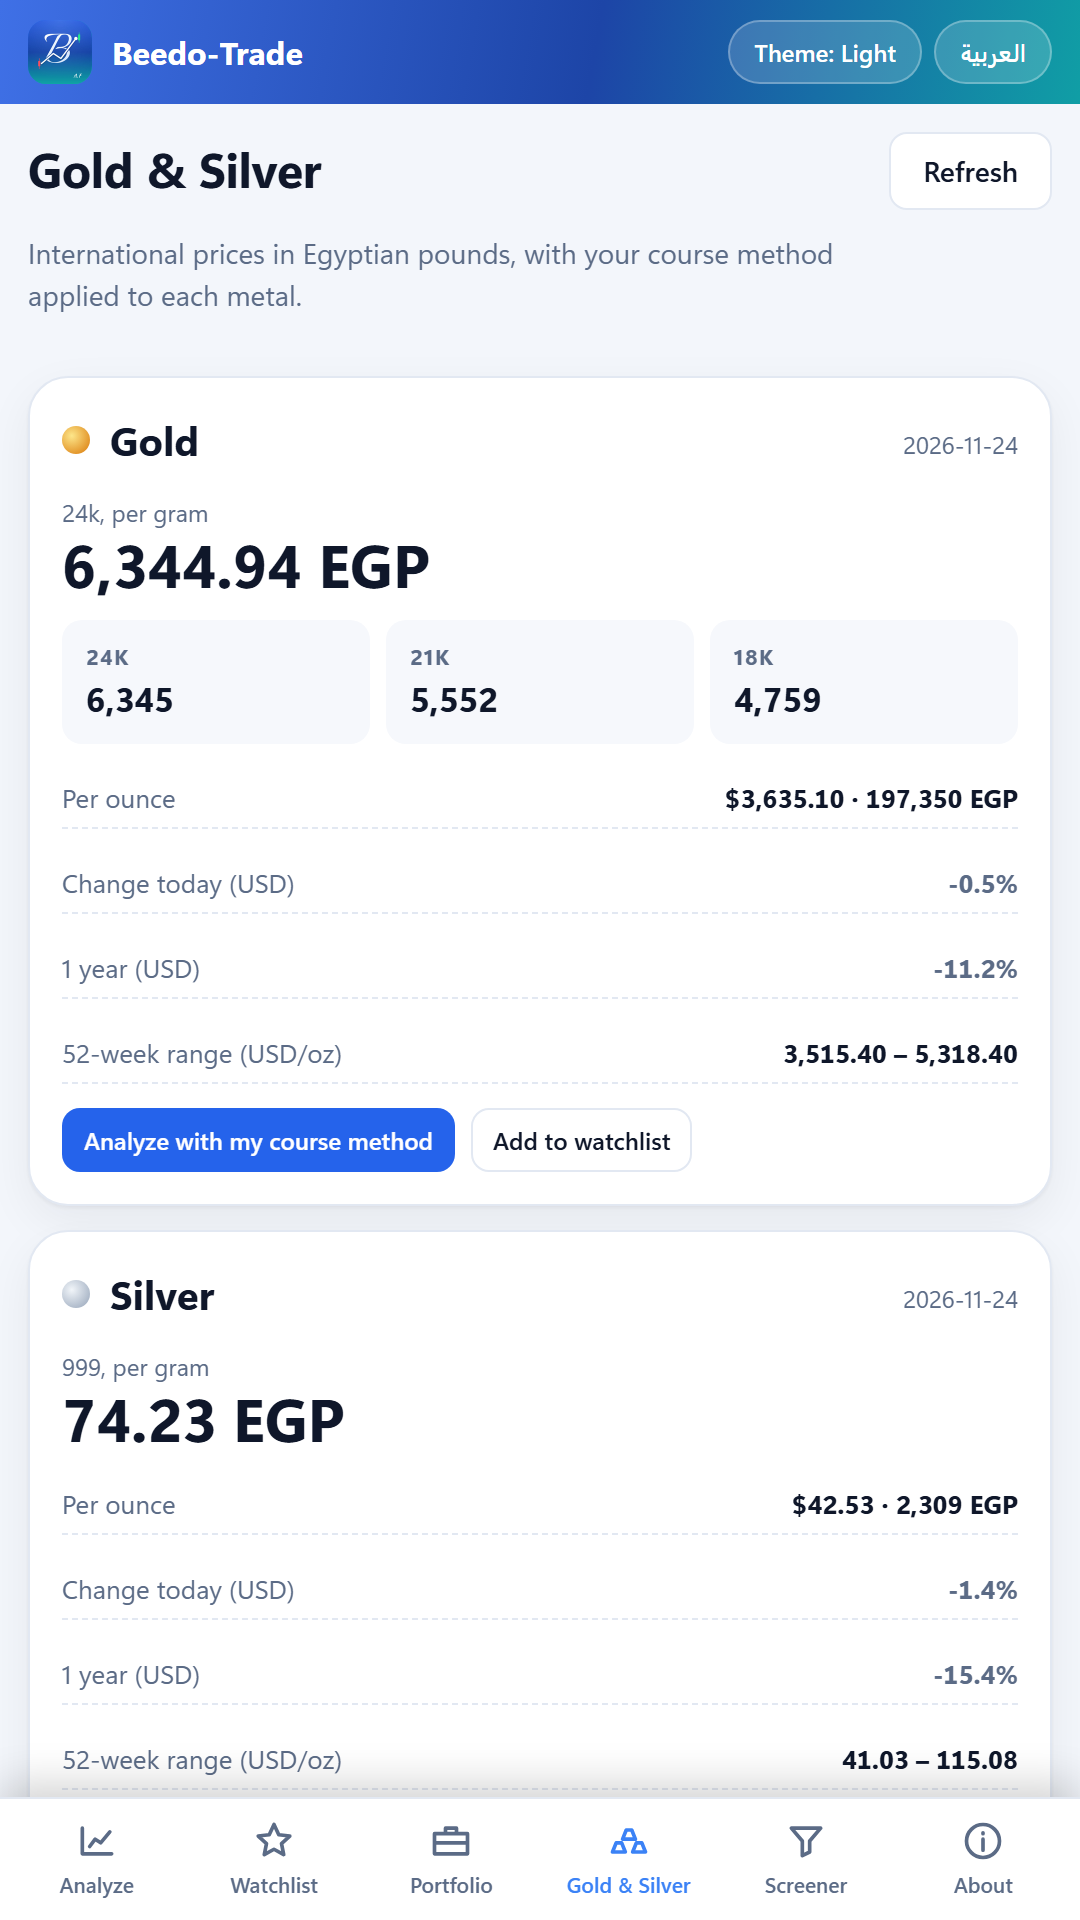 Beedo-Trade
Theme: Light
العربية
Gold & Silver
Refresh
International prices in Egyptian pounds, with your course method
applied to each metal.
Gold
2026-11-24
24k, per gram
6,344.94 EGP
24K
6,345
21K
5,552
18K
4,759
Per ounce
$3,635.10 · 197,350 EGP
Change today (USD)
-0.5%
1 year (USD)
-11.2%
52-week range (USD/oz)
3,515.40 – 5,318.40
Analyze with my course method
Add to watchlist
Silver
2026-11-24
999, per gram
74.23 EGP
Per ounce
$42.53 · 2,309 EGP
Change today (USD)
-1.4%
1 year (USD)
-15.4%
52-week range (USD/oz)
41.03 – 115.08
Analyze
Watchlist
Portfolio
Gold & Silver
Screener
About